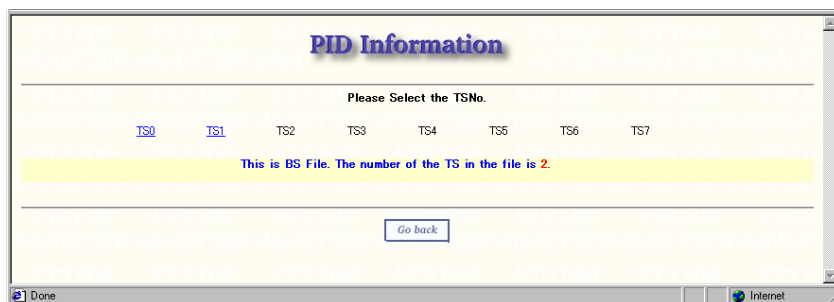 PID Information
Please Select the TSNo.
TS0 TS1 TS2 TS3 TS4 TS5 TS6 TS7
This is BS File. The number of the TS in the file is 2.
Go back
Done Internet